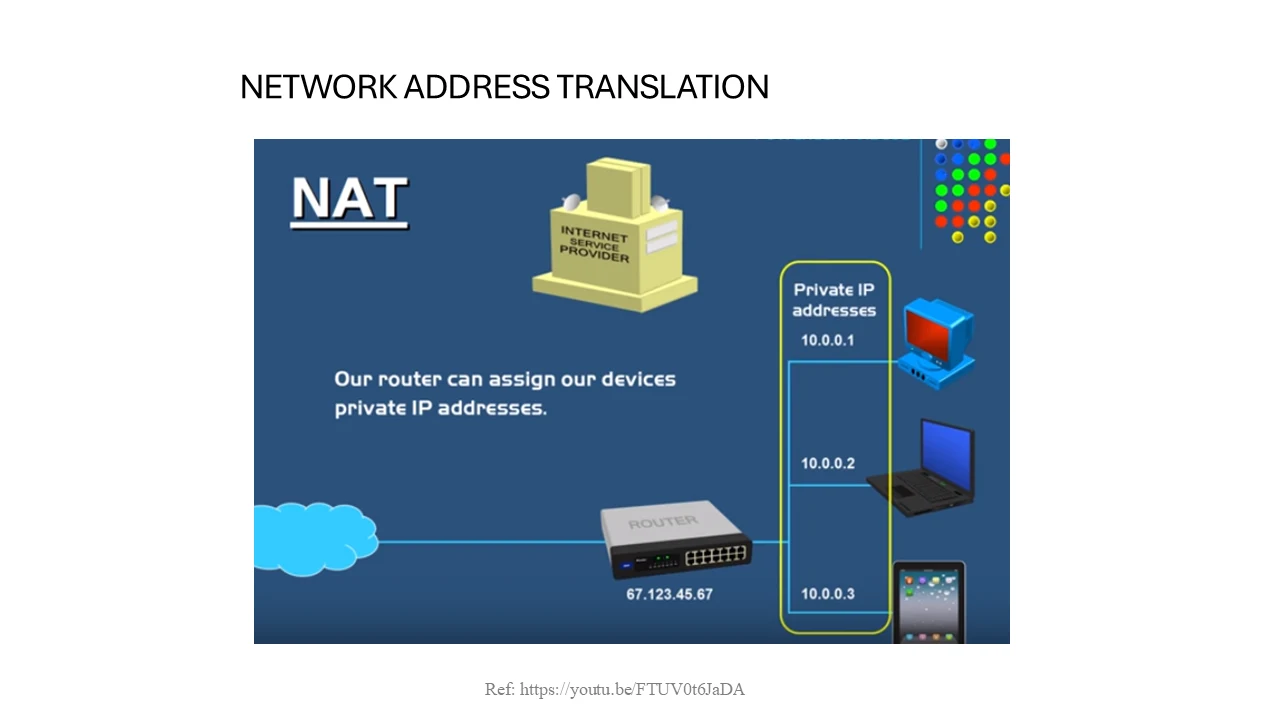 NETWORK ADDRESS TRANSLATION
NAT
INTERNET
SERVICE
PROVIDER
Private IP
addresses
10.0.0.1
Our router can assign our devices
private IP addresses.
10.0.0.2
ROUTER
67.123.45.67
10.0.0.3
Ref: https://youtu.be/FTUV0t6JaDA